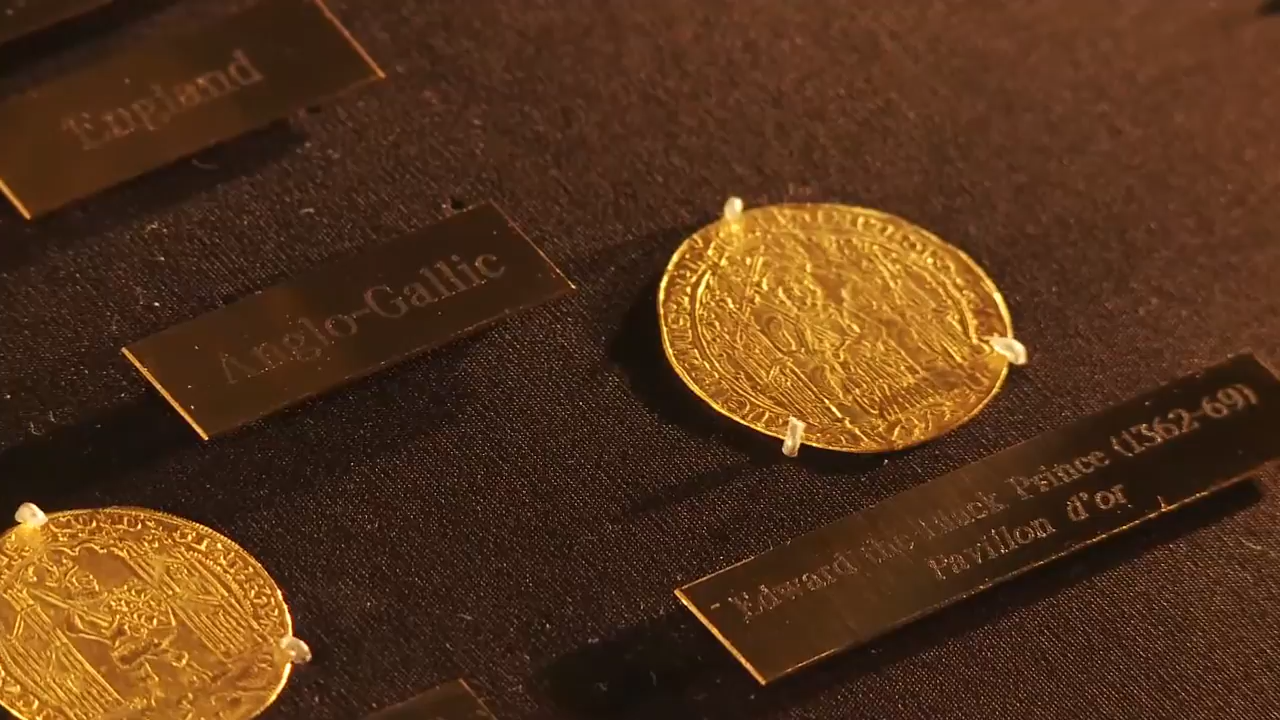 England
Anglo-Gallic
Edward the Black Prince (1362-69)
Pavillon d'or